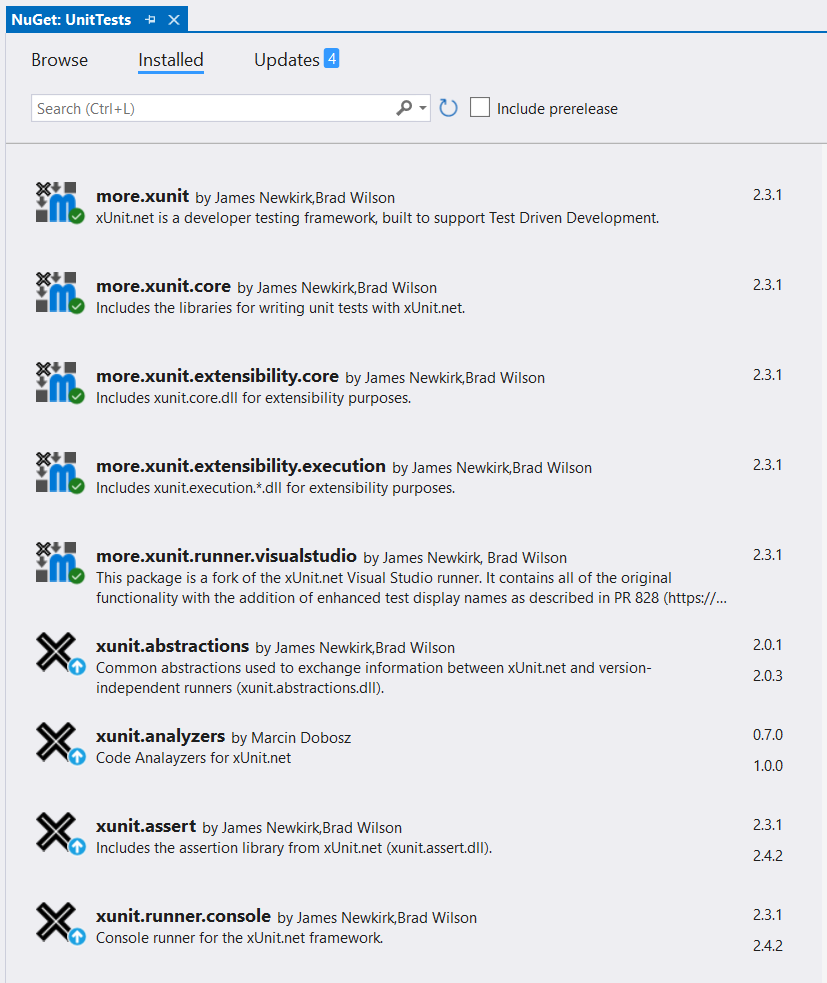 NuGet: UnitTests
Browse Installed Updates 4
Search (Ctrl+L) Include prerelease
more.xunit by James Newkirk,Brad Wilson 2.3.1
xUnit.net is a developer testing framework, built to support Test Driven Development.
more.xunit.core by James Newkirk,Brad Wilson 2.3.1
Includes the libraries for writing unit tests with xUnit.net.
more.xunit.extensibility.core by James Newkirk,Brad Wilson 2.3.1
Includes xunit.core.dll for extensibility purposes.
more.xunit.extensibility.execution by James Newkirk,Brad Wilson 2.3.1
Includes xunit.execution.*.dll for extensibility purposes.
more.xunit.runner.visualstudio by James Newkirk, Brad Wilson 2.3.1
This package is a fork of the xUnit.net Visual Studio runner. It contains all of the original
functionality with the addition of enhanced test display names as described in PR 828 (https://...
xunit.abstractions by James Newkirk,Brad Wilson 2.0.1
Common abstractions used to exchange information between xUnit.net and version- 2.0.3
independent runners (xunit.abstractions.dll).
xunit.analyzers by Marcin Dobosz 0.7.0
Code Analayzers for xUnit.net 1.0.0
xunit.assert by James Newkirk,Brad Wilson 2.3.1
Includes the assertion library from xUnit.net (xunit.assert.dll). 2.4.2
xunit.runner.console by James Newkirk,Brad Wilson 2.3.1
Console runner for the xUnit.net framework. 2.4.2